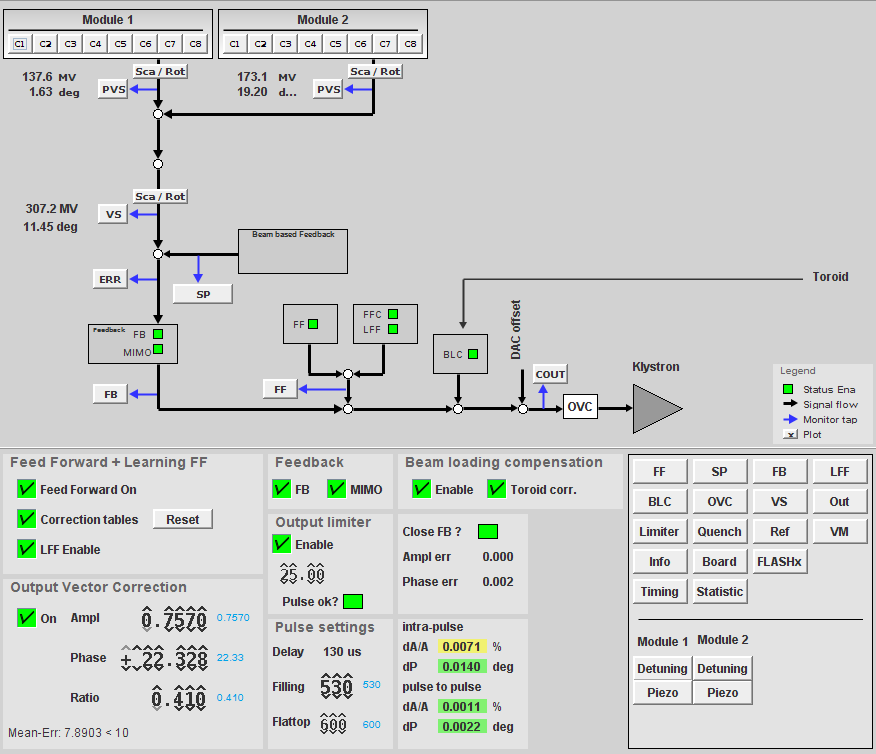 Module 1
Module 2
C1 C2 C3 C4 C5 C6 C7 C8
C1 C2 C3 C4 C5 C6 C7 C8
Sca / Rot
Sca / Rot
137.6 MV
1.63 deg
PVS
173.1 MV
19.20 d...
PVS
Sca / Rot
307.2 MV
11.45 deg
VS
Beam based Feedback
ERR
SP
Toroid
Feedback
FB
MIMO
FF
FFC
LFF
BLC
DAC offset
Klystron
FB
FF
COUT
OVC
Legend
Status Ena
Signal flow
Monitor tap
Plot
Feed Forward + Learning FF
Feed Forward On
Correction tables Reset
LFF Enable
Output Vector Correction
On Ampl 0.7570 0.7570
Phase +22.328 22.33
Ratio 0.410 0.410
Mean-Err: 7.8903 < 10
Feedback
FB MIMO
Output limiter
Enable
25.00
Pulse ok?
Pulse settings
Delay 130 us
Filling 530 530
Flattop 600 600
Beam loading compensation
Enable Toroid corr.
Close FB ?
Ampl err 0.000
Phase err 0.002
intra-pulse
dA/A 0.0071 %
dP 0.0140 deg
pulse to pulse
dA/A 0.0011 %
dP 0.0022 deg
FF SP FB LFF
BLC OVC VS Out
Limiter Quench Ref VM
Info Board FLASHx
Timing Statistic
Module 1 Module 2
Detuning Detuning
Piezo Piezo